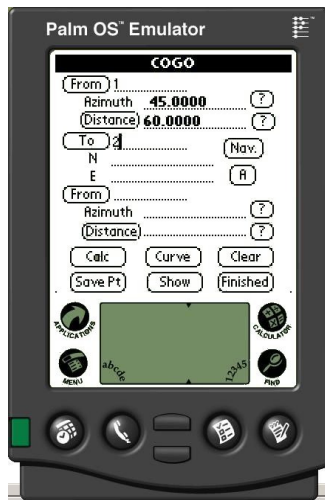 Palm OS™ Emulator
COGO
From 1
Azimuth 45.0000 ?
Distance 60.0000 ?
To 2 Nav.
N
E A
From
Azimuth ?
Distance ?
Calc Curve Clear
Save Pt Show Finished
APPLICATIONS CALCULATOR
MENU abcde 12345 FIND